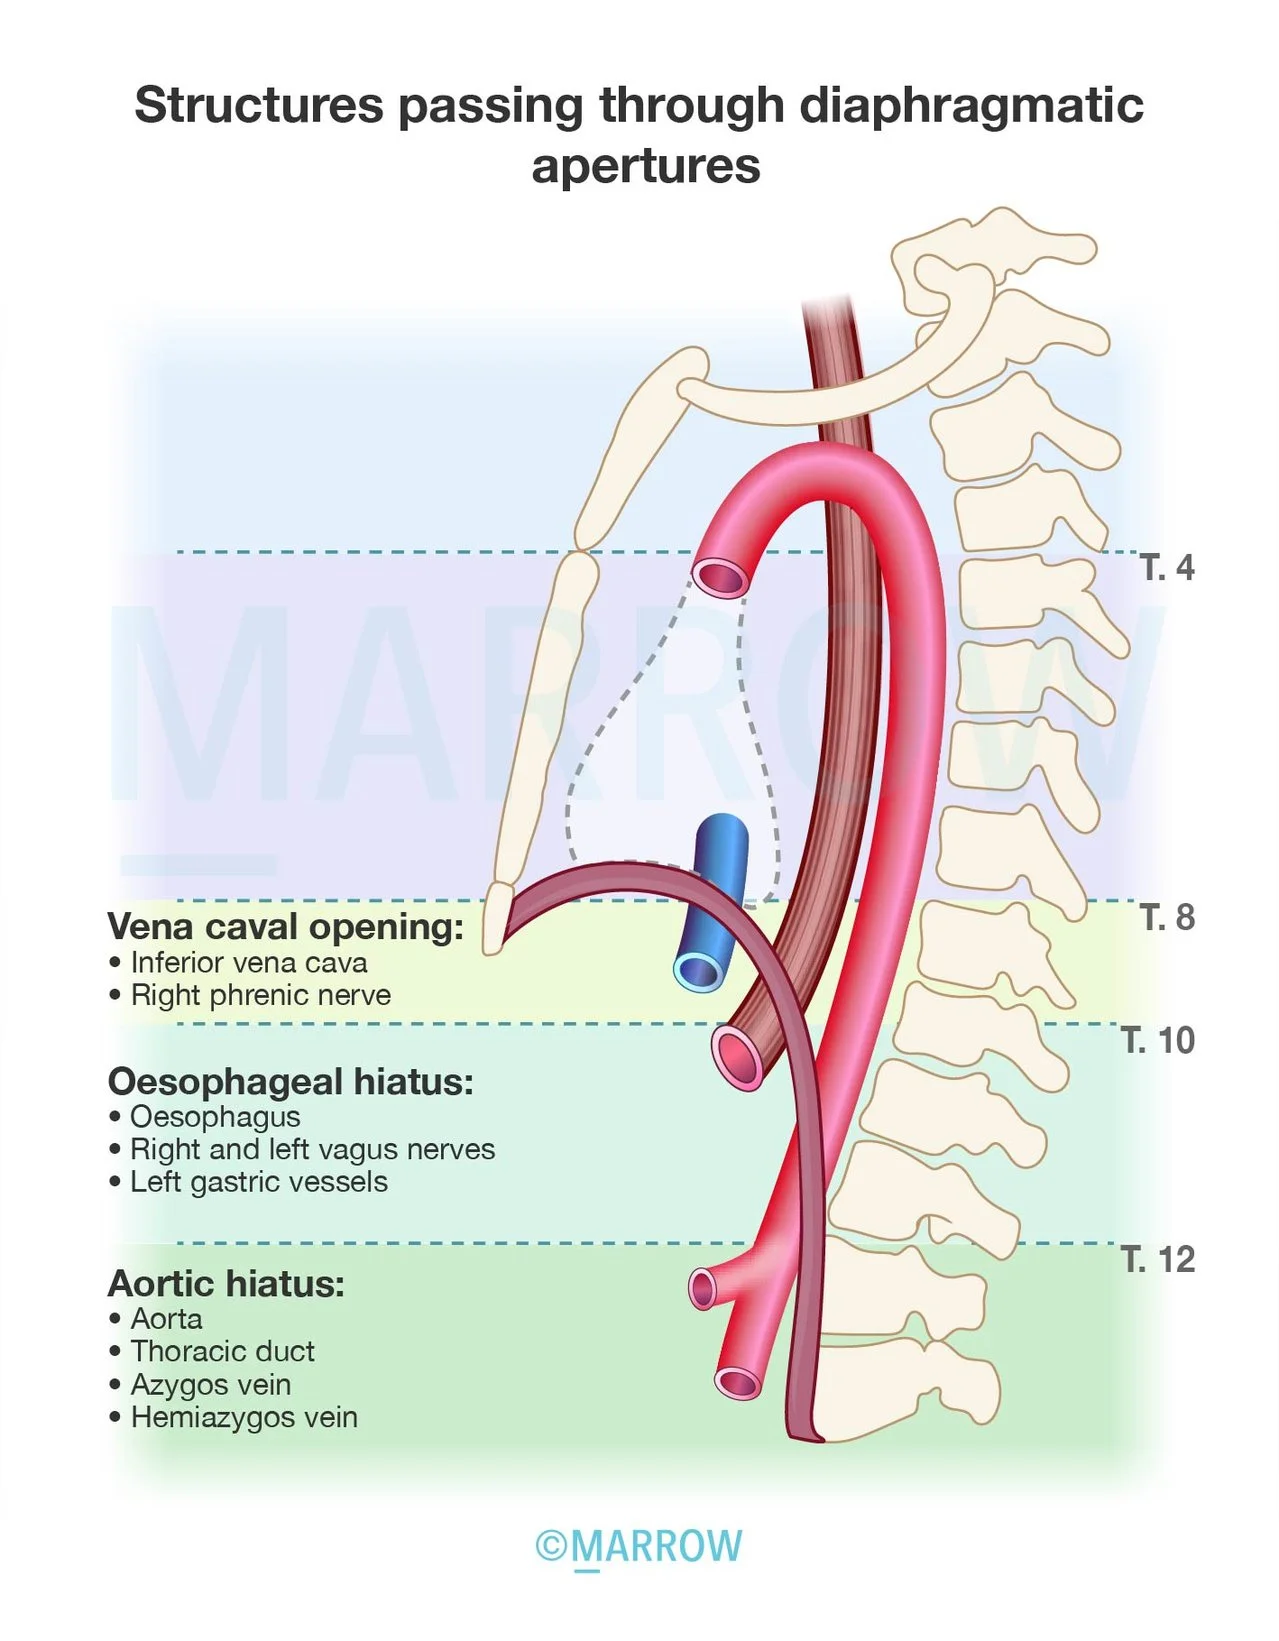 Structures passing through diaphragmatic
apertures
T. 4
MARROW
T. 8
Vena caval opening:
• Inferior vena cava
• Right phrenic nerve
T. 10
Oesophageal hiatus:
• Oesophagus
• Right and left vagus nerves
• Left gastric vessels
T. 12
Aortic hiatus:
• Aorta
• Thoracic duct
• Azygos vein
• Hemiazygos vein
©MARROW